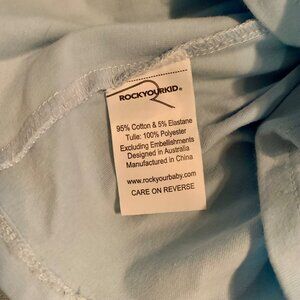 ROCKYOURKID®
95% Cotton & 5% Elastane
Tulle: 100% Polyester
Excluding Embellishments
Designed in Australia
Manufactured in China
www.rockyourbaby.com
CARE ON REVERSE